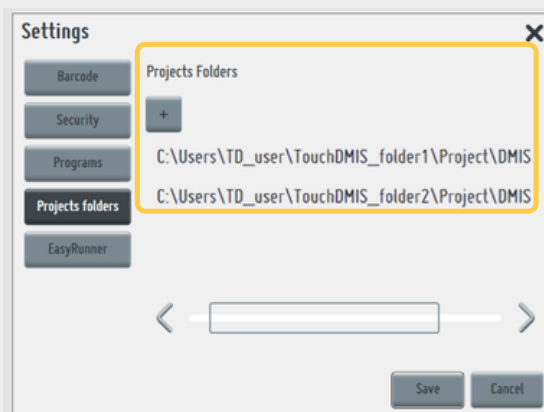 Settings
Barcode
Security
Programs
Projects folders
EasyRunner
Projects Folders
+
C:\Users\TD_user\TouchDMIS_folder1\Project\DMIS
C:\Users\TD_user\TouchDMIS_folder2\Project\DMIS
Save
Cancel